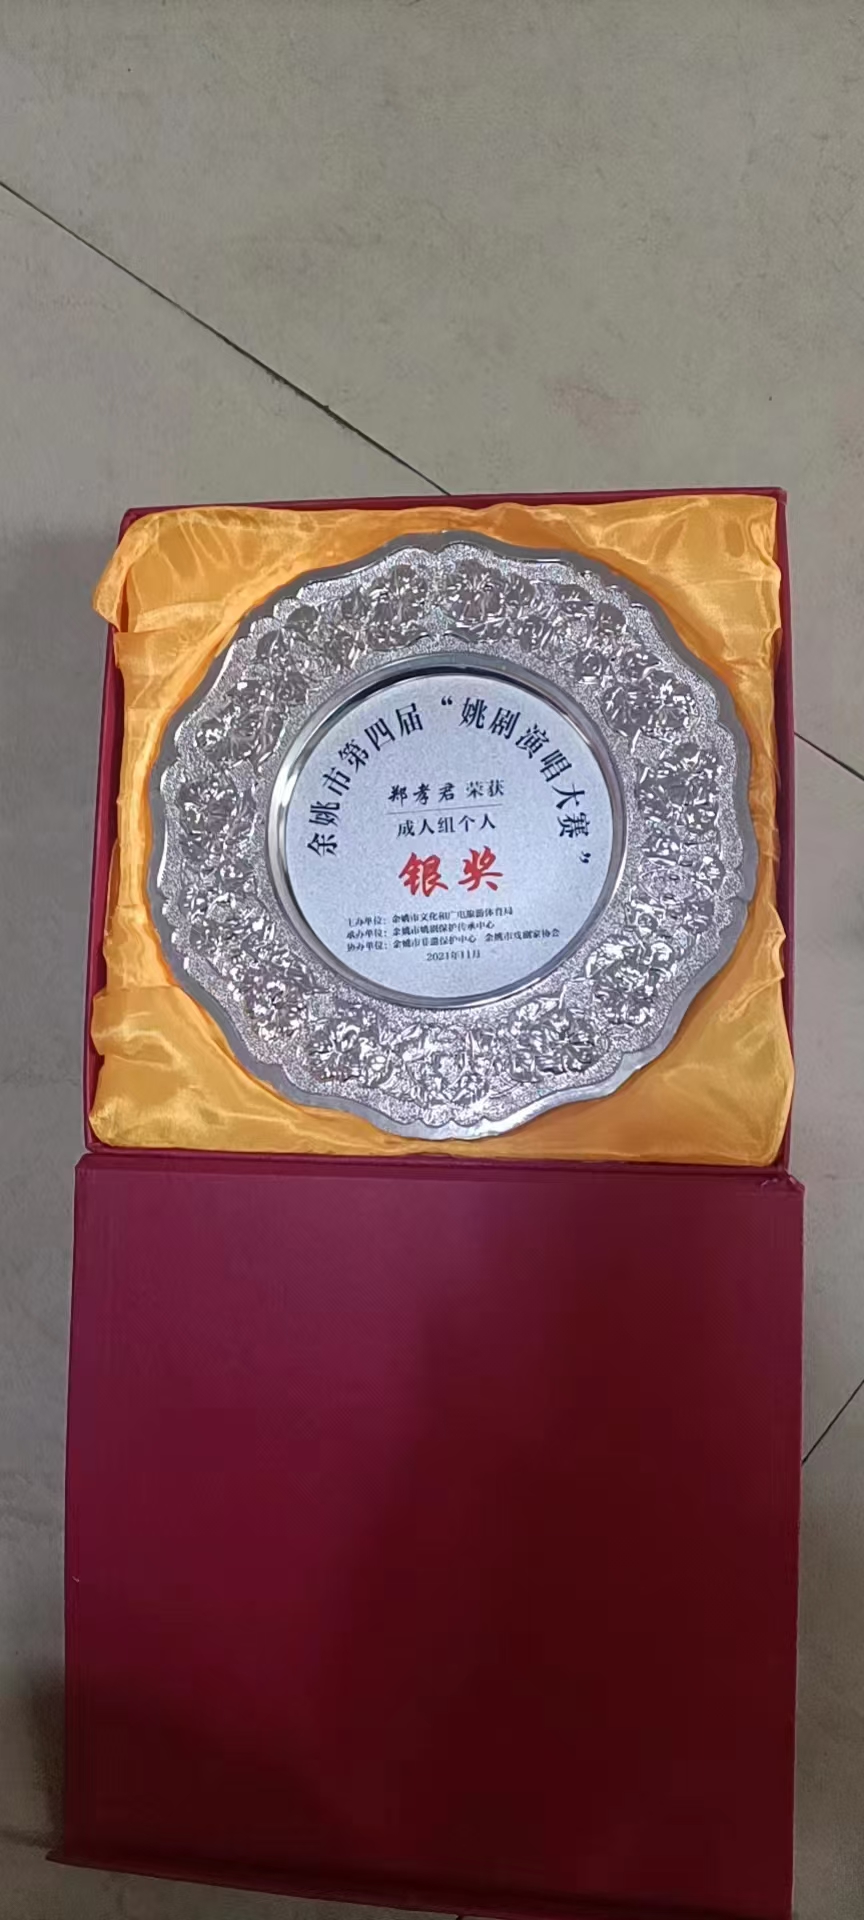 余姚市第四届“姚剧演唱大赛”
郑孝君 荣获
成人组个人
银奖
主办单位：余姚市文化和广电旅游体育局
承办单位：余姚市姚剧保护传承中心
协办单位：余姚市非遗保护中心 余姚市戏剧家协会
2021年11月